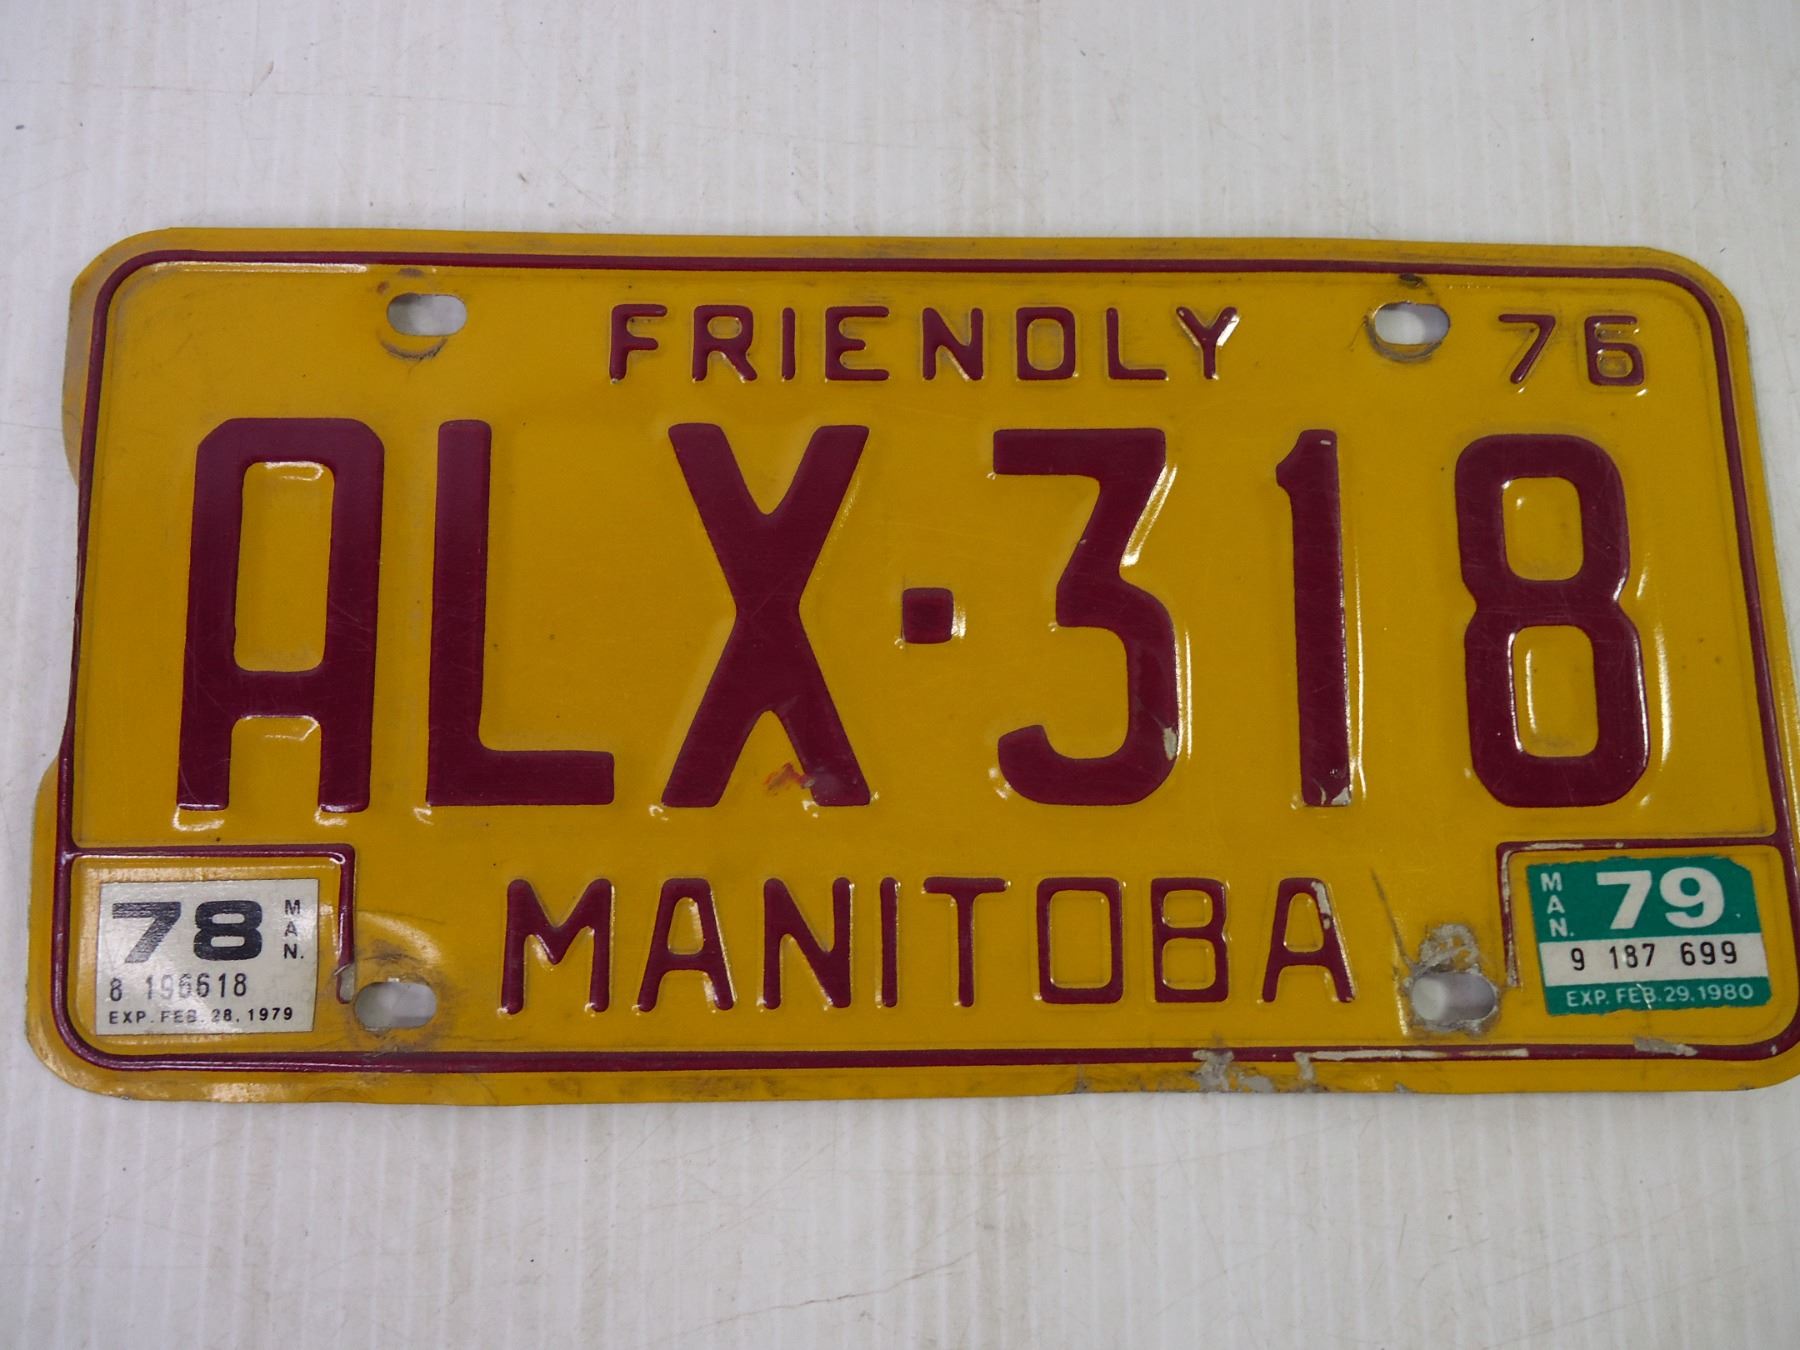 FRIENDLY 76
ALX·318
MANITOBA
78 MAN.
8 196618
EXP. FEB. 28, 1979
MAN. 79
9 187 699
EXP. FEB. 29, 1980